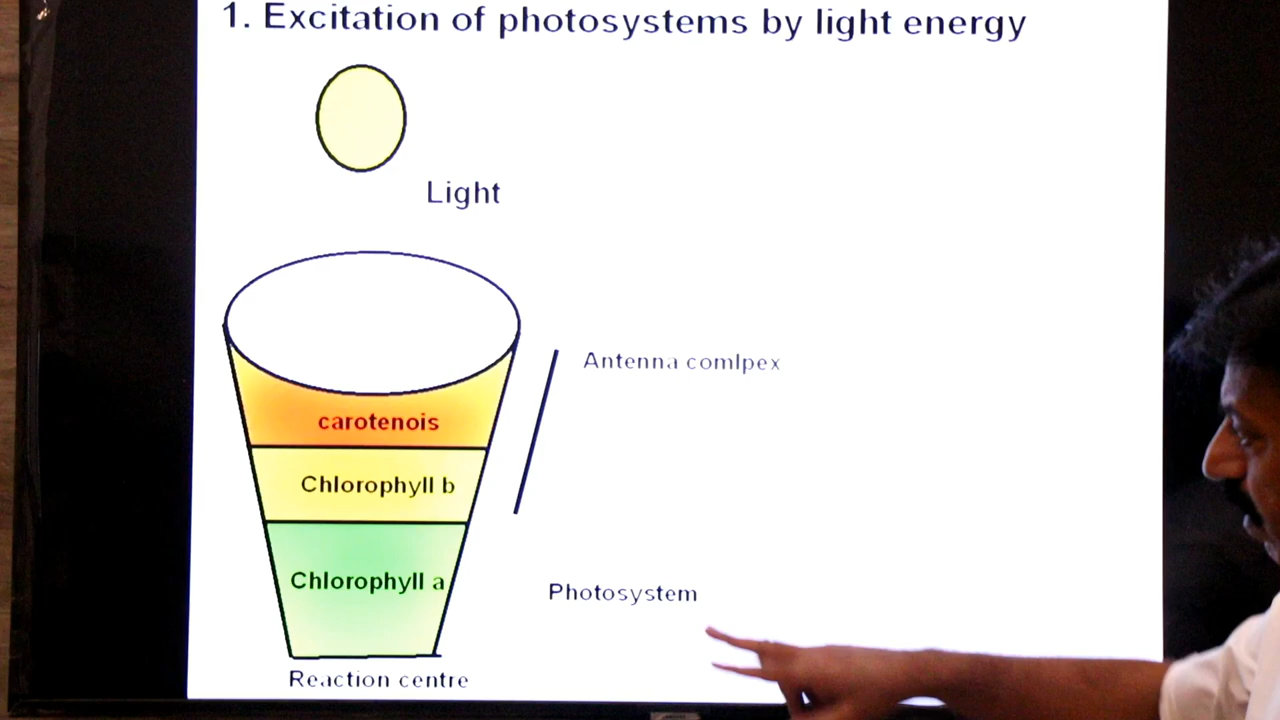 1. Excitation of photosystems by light energy
Light
Antenna comlpex
carotenois
Chlorophyll b
Chlorophyll a
Photosystem
Reaction centre